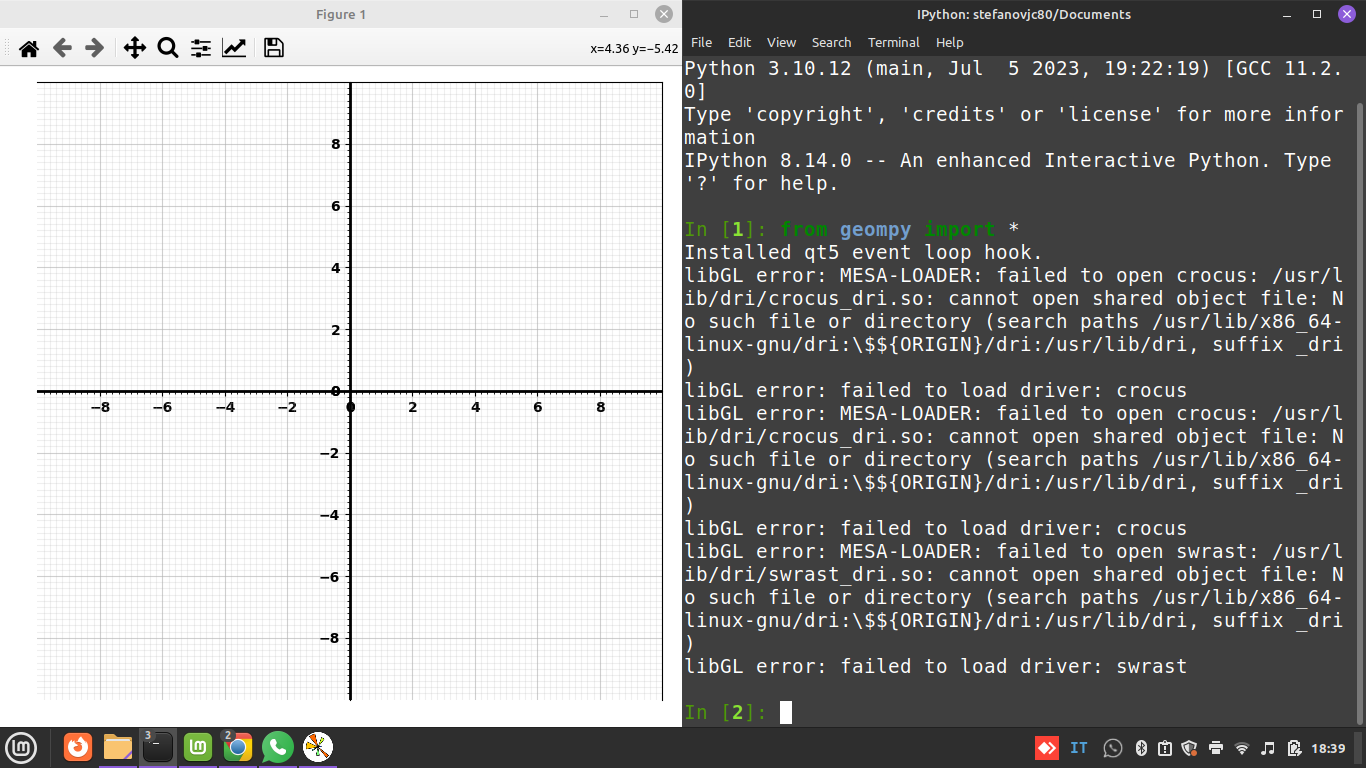 Figure 1
x=4.36 y=−5.42
8
6
4
2
0
−8 −6 −4 −2 0 2 4 6 8
−2
−4
−6
−8
IPython: stefanovjc80/Documents
File Edit View Search Terminal Help
Python 3.10.12 (main, Jul  5 2023, 19:22:19) [GCC 11.2.
0]
Type 'copyright', 'credits' or 'license' for more infor
mation
IPython 8.14.0 -- An enhanced Interactive Python. Type
'?' for help.
In [1]: from geompy import *
Installed qt5 event loop hook.
libGL error: MESA-LOADER: failed to open crocus: /usr/l
ib/dri/crocus_dri.so: cannot open shared object file: N
o such file or directory (search paths /usr/lib/x86_64-
linux-gnu/dri:\$${ORIGIN}/dri:/usr/lib/dri, suffix _dri
)
libGL error: failed to load driver: crocus
libGL error: MESA-LOADER: failed to open crocus: /usr/l
ib/dri/crocus_dri.so: cannot open shared object file: N
o such file or directory (search paths /usr/lib/x86_64-
linux-gnu/dri:\$${ORIGIN}/dri:/usr/lib/dri, suffix _dri
)
libGL error: failed to load driver: crocus
libGL error: MESA-LOADER: failed to open swrast: /usr/l
ib/dri/swrast_dri.so: cannot open shared object file: N
o such file or directory (search paths /usr/lib/x86_64-
linux-gnu/dri:\$${ORIGIN}/dri:/usr/lib/dri, suffix _dri
)
libGL error: failed to load driver: swrast
In [2]:
3 2 IT 18:39